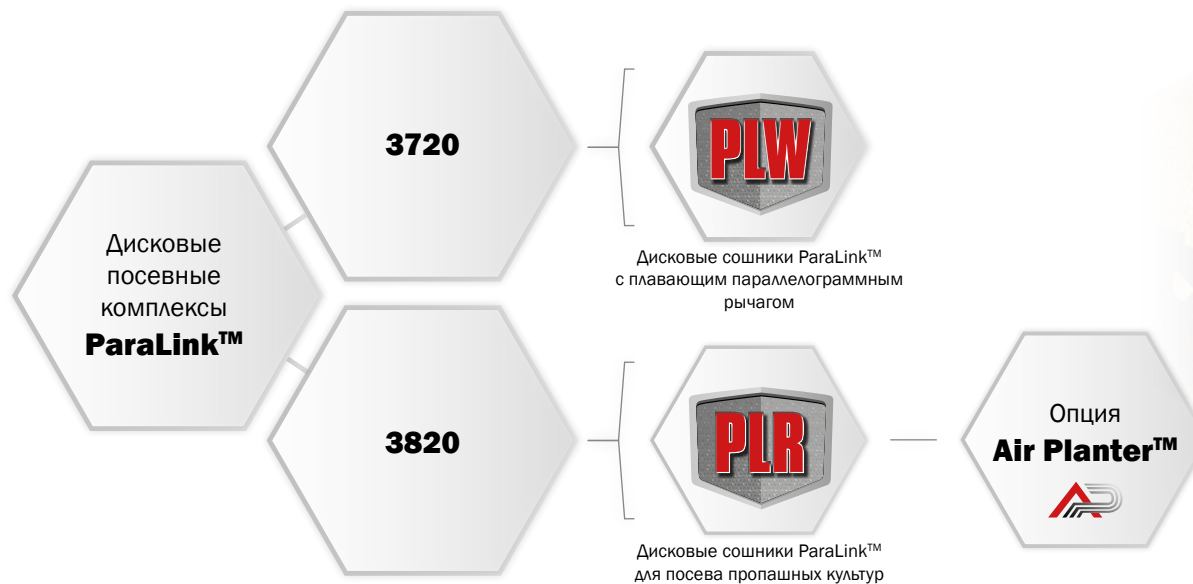 Дисковые
посевные
комплексы
ParaLink™
3720
PLW
Дисковые сошники ParaLink™
с плавающим параллелограммным
рычагом
3820
PLR
Дисковые сошники ParaLink™
для посева пропашных культур
Опция
Air Planter™
AP